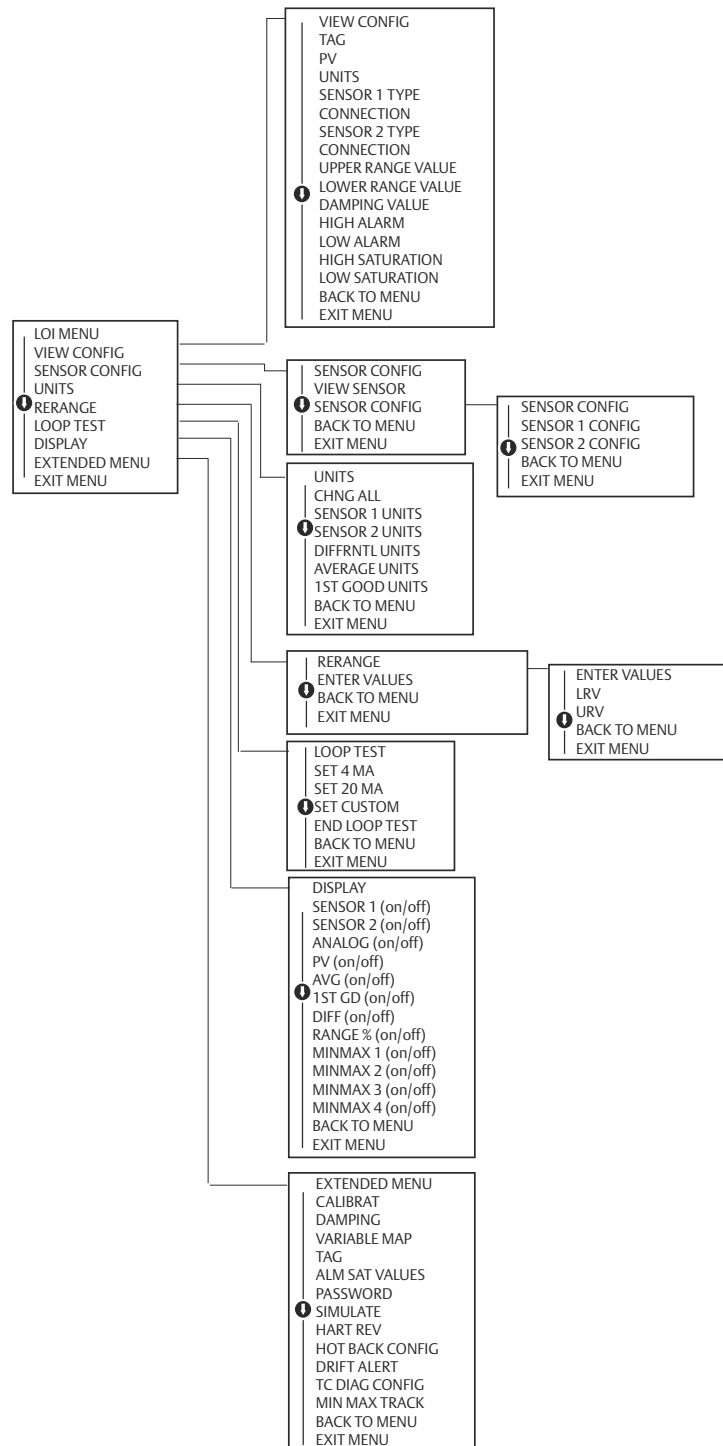 VIEW CONFIG
TAG
PV
UNITS
SENSOR 1 TYPE
CONNECTION
SENSOR 2 TYPE
CONNECTION
UPPER RANGE VALUE
LOWER RANGE VALUE
DAMPING VALUE
HIGH ALARM
LOW ALARM
HIGH SATURATION
LOW SATURATION
BACK TO MENU
EXIT MENU
LOI MENU
VIEW CONFIG
SENSOR CONFIG
UNITS
RERANGE
LOOP TEST
DISPLAY
EXTENDED MENU
EXIT MENU
SENSOR CONFIG
VIEW SENSOR
SENSOR CONFIG
BACK TO MENU
EXIT MENU
SENSOR CONFIG
SENSOR 1 CONFIG
SENSOR 2 CONFIG
BACK TO MENU
EXIT MENU
UNITS
CHNG ALL
SENSOR 1 UNITS
SENSOR 2 UNITS
DIFFRNTL UNITS
AVERAGE UNITS
1ST GOOD UNITS
BACK TO MENU
EXIT MENU
RERANGE
ENTER VALUES
BACK TO MENU
EXIT MENU
ENTER VALUES
LRV
URV
BACK TO MENU
EXIT MENU
LOOP TEST
SET 4 MA
SET 20 MA
SET CUSTOM
END LOOP TEST
BACK TO MENU
EXIT MENU
DISPLAY
SENSOR 1 (on/off)
SENSOR 2 (on/off)
ANALOG (on/off)
PV (on/off)
AVG (on/off)
1ST GD (on/off)
DIFF (on/off)
RANGE % (on/off)
MINMAX 1 (on/off)
MINMAX 2 (on/off)
MINMAX 3 (on/off)
MINMAX 4 (on/off)
BACK TO MENU
EXIT MENU
EXTENDED MENU
CALIBRAT
DAMPING
VARIABLE MAP
TAG
ALM SAT VALUES
PASSWORD
SIMULATE
HART REV
HOT BACK CONFIG
DRIFT ALERT
TC DIAG CONFIG
MIN MAX TRACK
BACK TO MENU
EXIT MENU